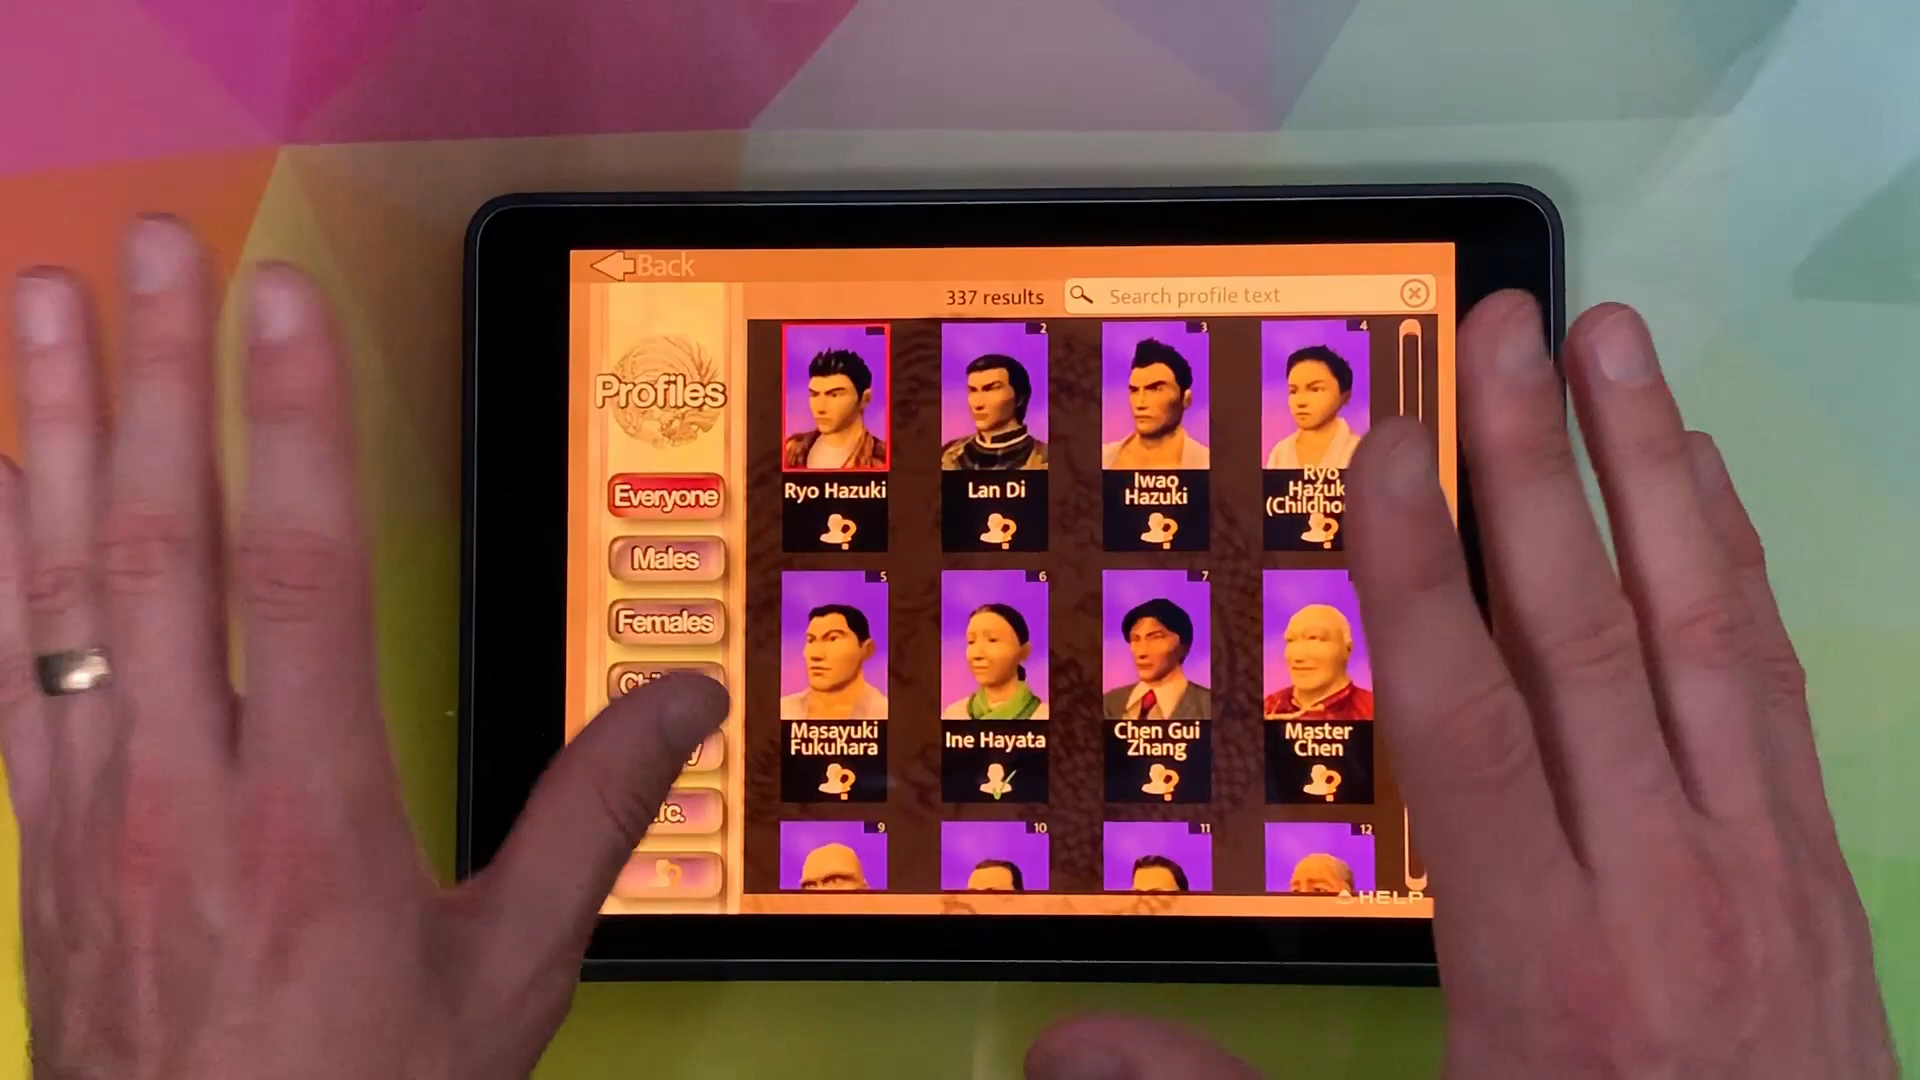 Back
337 results
Search profile text
Profiles
Everyone
Males
Females
2
3
4
Ryo Hazuki
Lan Di
Iwao
Hazuki
Ryo
5
6
7
Masayuki
Fukuhara
Ine Hayata
Chen Gui
Zhang
Master
Chen
9
10
11
12
HELP